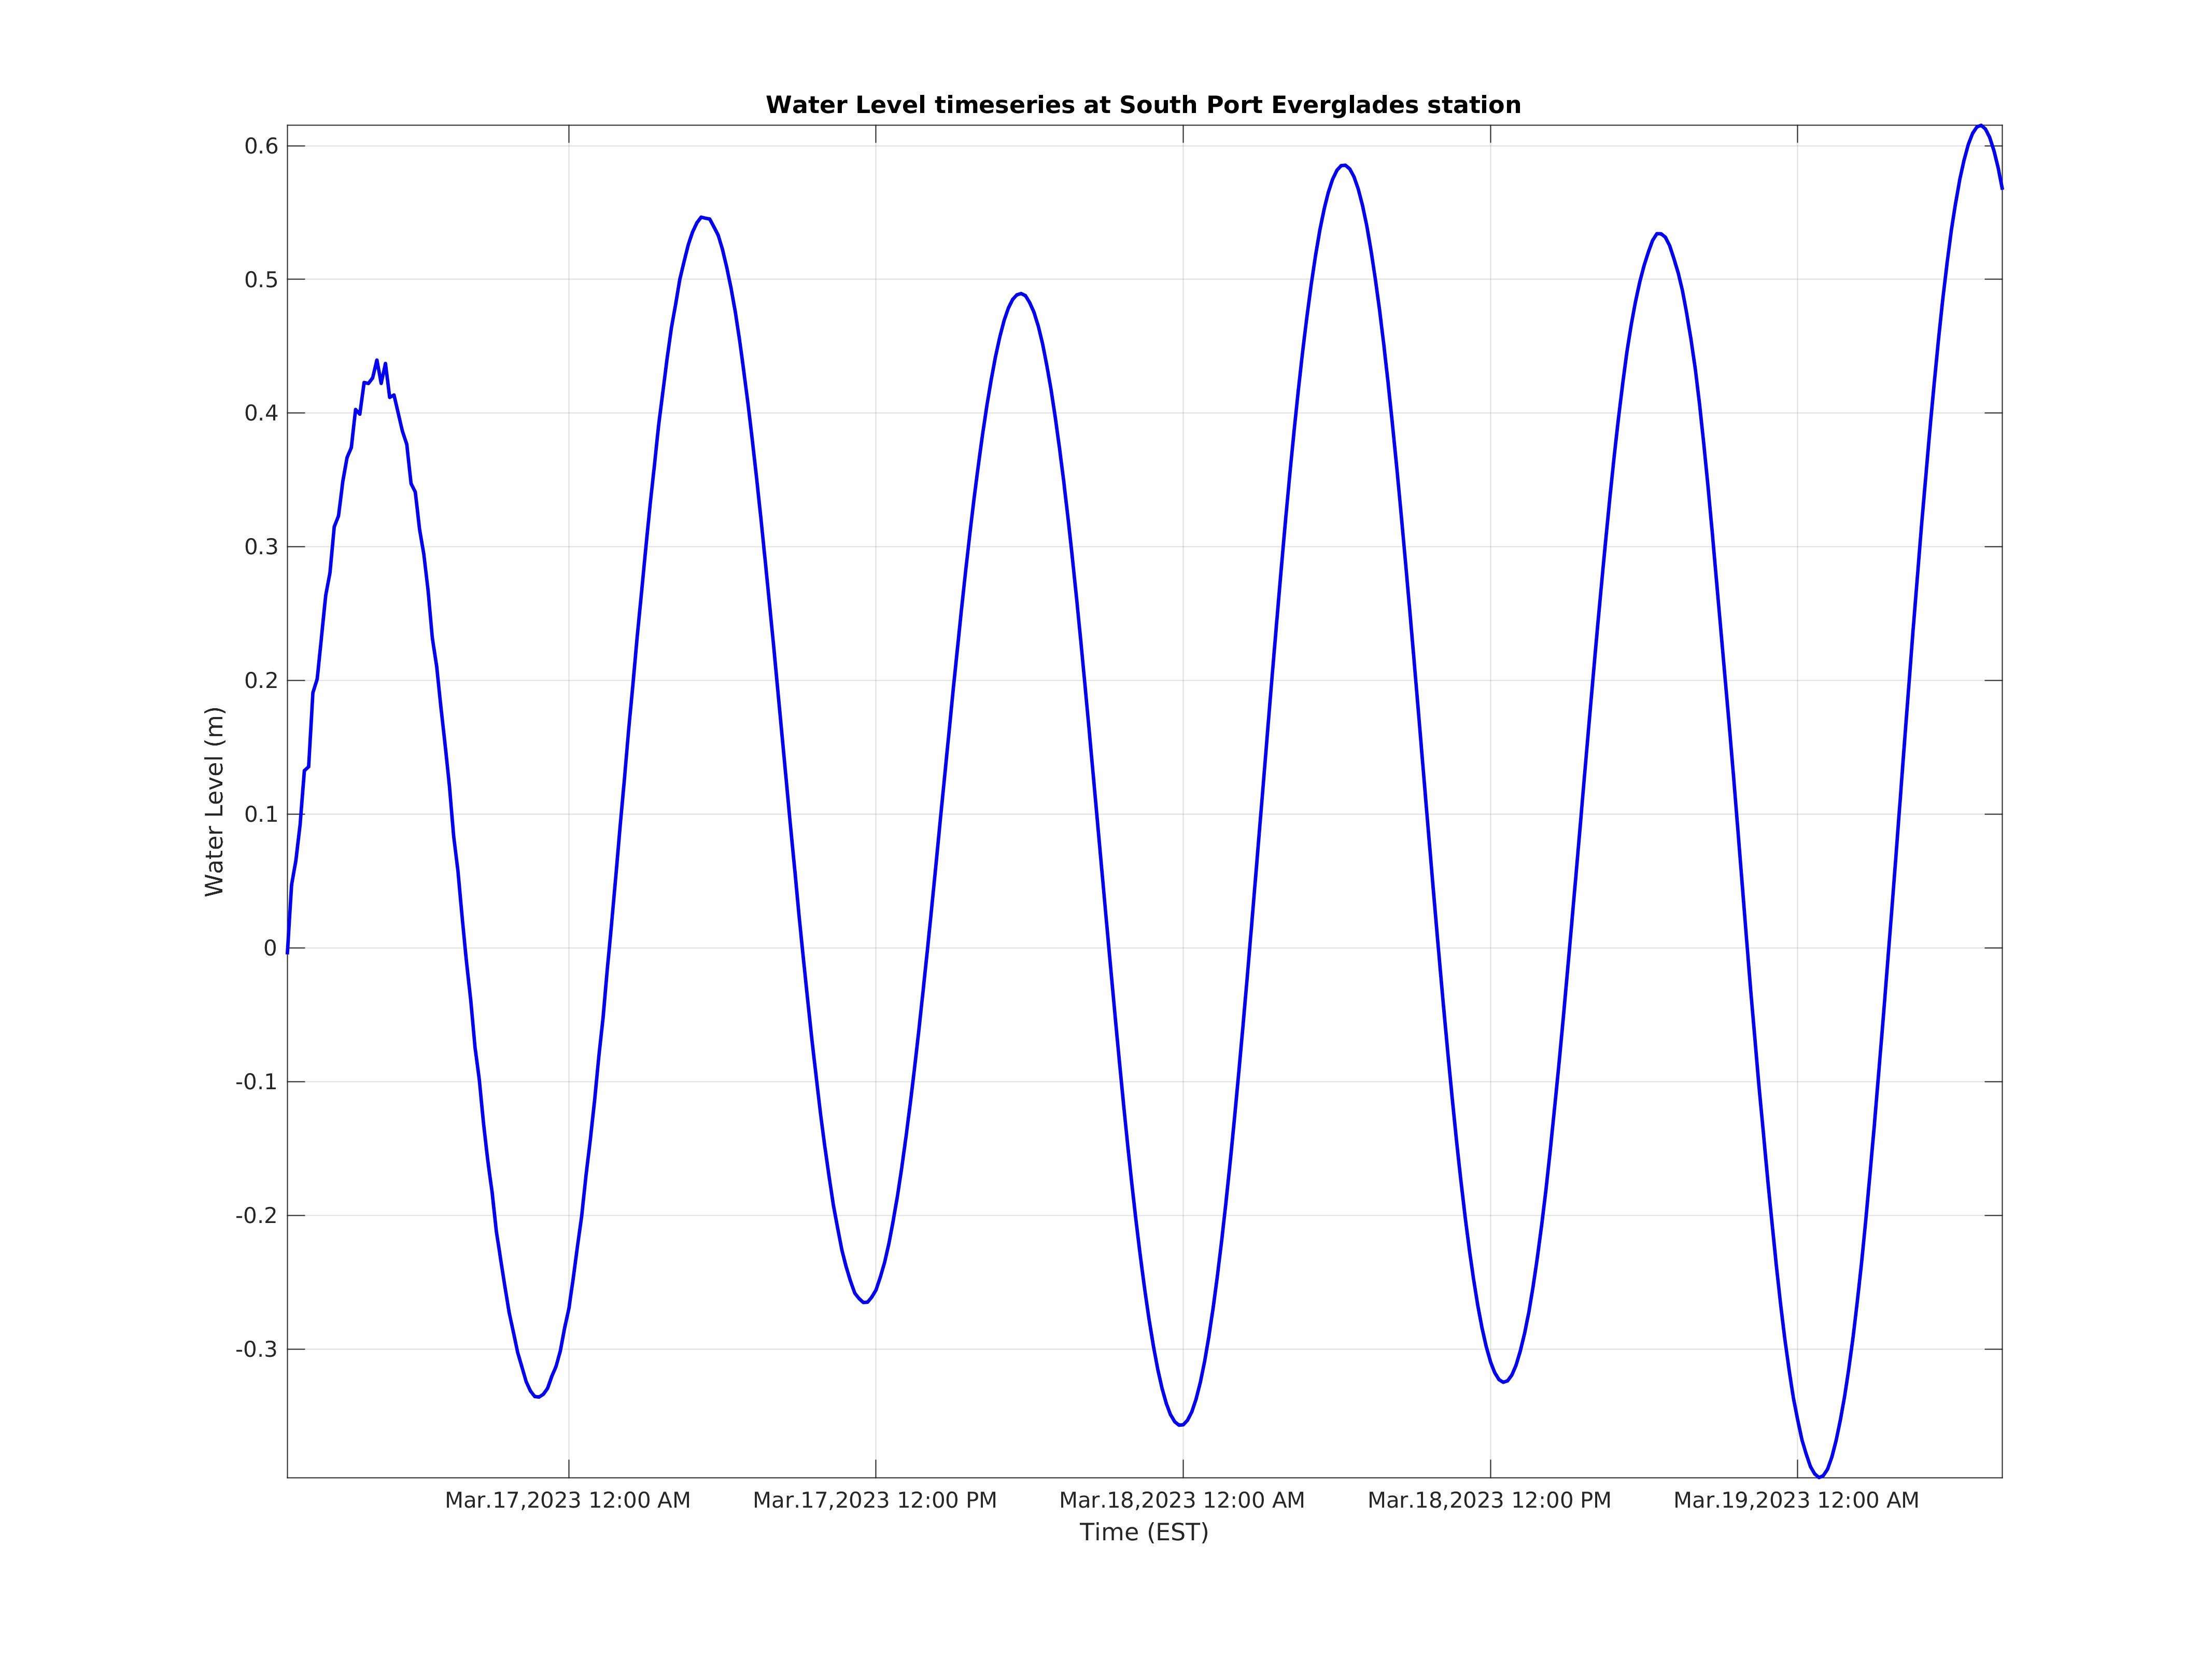 Water Level timeseries at South Port Everglades station
0.6
0.5
0.4
0.3
0.2
0.1
0
-0.1
-0.2
-0.3
Water Level (m)
Mar.17,2023 12:00 AM Mar.17,2023 12:00 PM Mar.18,2023 12:00 AM Mar.18,2023 12:00 PM Mar.19,2023 12:00 AM
Time (EST)